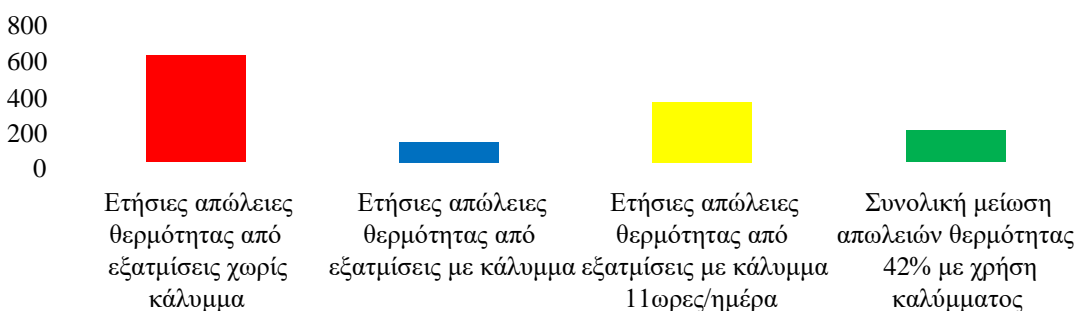 800
600
400
200
0
Ετήσιες απώλειες
θερμότητας από
εξατμίσεις χωρίς
κάλυμμα
Ετήσιες απώλειες
θερμότητας από
εξατμίσεις με κάλυμμα
Ετήσιες απώλειες
θερμότητας από
εξατμίσεις με κάλυμμα
11ωρες/ημέρα
Συνολική μείωση
απωλειών θερμότητας
42% με χρήση
καλύμματος